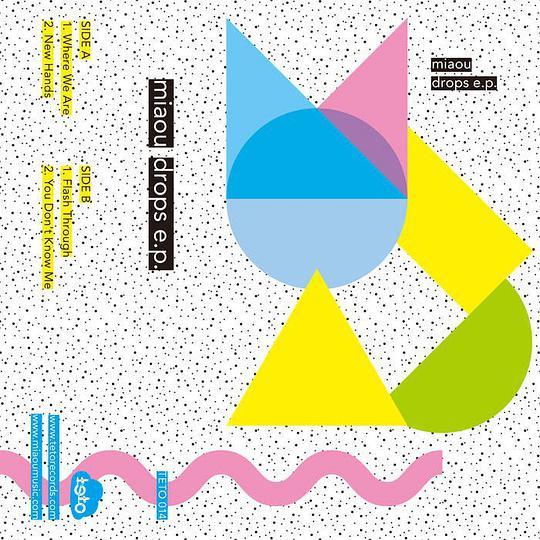 SIDE A
1. Where We Are
2. New Hands
SIDE B
1. Flash Through
2. You Don't Know Me
miaou drops e.p.
miaou
drops e.p.
www.tetorecords.com
www.miaoumusic.com
teto
TETO 014